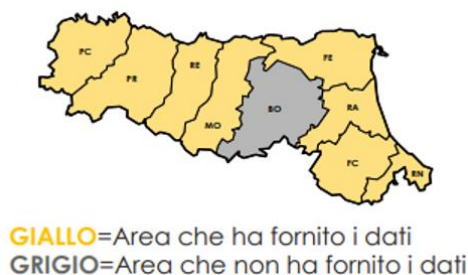 PC
PR
RE
MO
BO
FE
RA
FC
RN
GIALLO=Area che ha fornito i dati
GRIGIO=Area che non ha fornito i dati